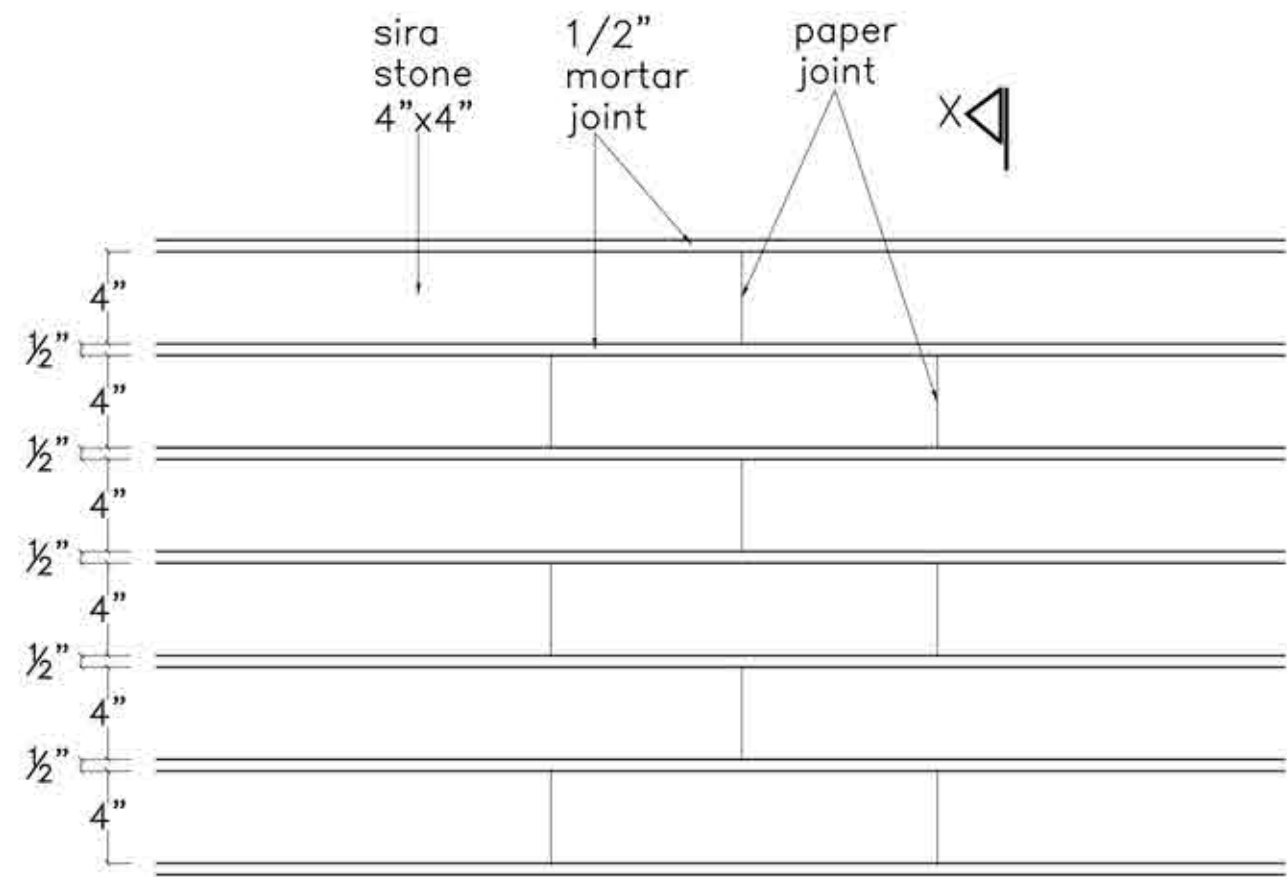 sira
stone
4"x4"
1/2"
mortar
joint
paper
joint
X
4"
½"
4"
½"
4"
½"
4"
½"
4"
½"
4"